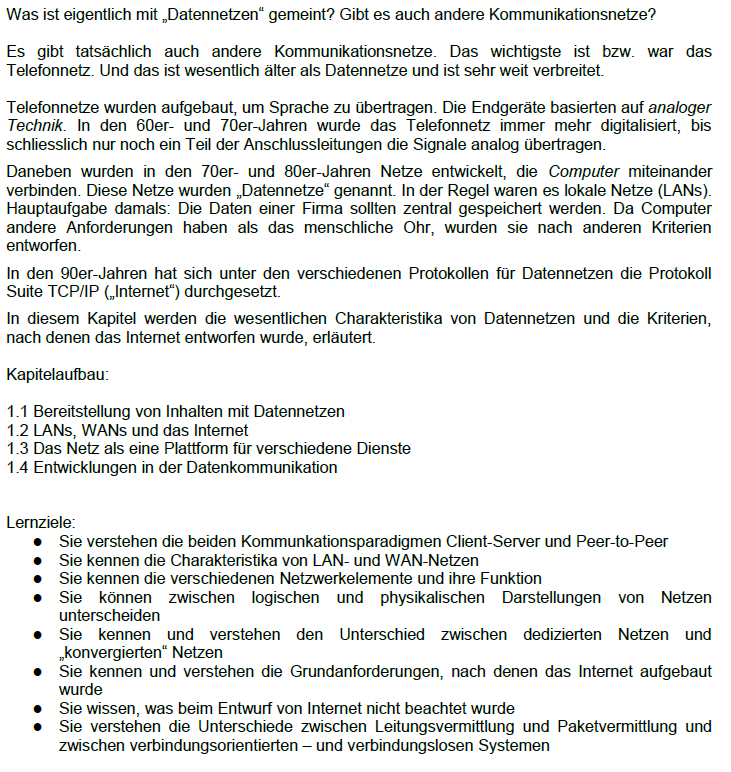 Was ist eigentlich mit „Datennetzen“ gemeint? Gibt es auch andere Kommunikationsnetze?
Es gibt tatsächlich auch andere Kommunikationsnetze. Das wichtigste ist bzw. war das
Telefonnetz. Und das ist wesentlich älter als Datennetze und ist sehr weit verbreitet.
Telefonnetze wurden aufgebaut, um Sprache zu übertragen. Die Endgeräte basierten auf analoger
Technik. In den 60er- und 70er-Jahren wurde das Telefonnetz immer mehr digitalisiert, bis
schliesslich nur noch ein Teil der Anschlussleitungen die Signale analog übertragen.
Daneben wurden in den 70er- und 80er-Jahren Netze entwickelt, die Computer miteinander
verbinden. Diese Netze wurden „Datennetze“ genannt. In der Regel waren es lokale Netze (LANs).
Hauptaufgabe damals: Die Daten einer Firma sollten zentral gespeichert werden. Da Computer
andere Anforderungen haben als das menschliche Ohr, wurden sie nach anderen Kriterien
entworfen.
In den 90er-Jahren hat sich unter den verschiedenen Protokollen für Datennetzen die Protokoll
Suite TCP/IP („Internet“) durchgesetzt.
In diesem Kapitel werden die wesentlichen Charakteristika von Datennetzen und die Kriterien,
nach denen das Internet entworfen wurde, erläutert.
Kapitelaufbau:
1.1 Bereitstellung von Inhalten mit Datennetzen
1.2 LANs, WANs und das Internet
1.3 Das Netz als eine Plattform für verschiedene Dienste
1.4 Entwicklungen in der Datenkommunikation
Lernziele:
● Sie verstehen die beiden Kommunkationsparadigmen Client-Server und Peer-to-Peer
● Sie kennen die Charakteristika von LAN- und WAN-Netzen
● Sie kennen die verschiedenen Netzwerkelemente und ihre Funktion
● Sie können zwischen logischen und physikalischen Darstellungen von Netzen
unterscheiden
● Sie kennen und verstehen den Unterschied zwischen dedizierten Netzen und
„konvergierten“ Netzen
● Sie kennen und verstehen die Grundanforderungen, nach denen das Internet aufgebaut
wurde
● Sie wissen, was beim Entwurf von Internet nicht beachtet wurde
● Sie verstehen die Unterschiede zwischen Leitungsvermittlung und Paketvermittlung und
zwischen verbindungsorientierten – und verbindungslosen Systemen